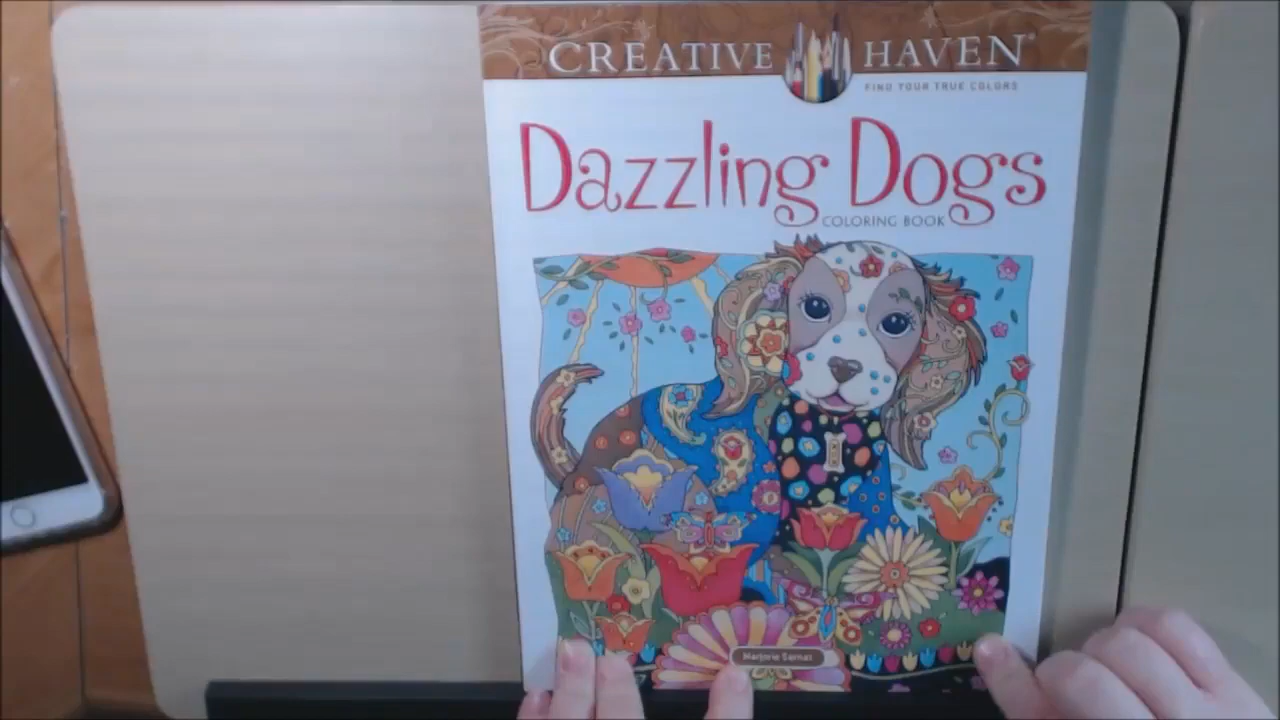 CREATIVE HAVEN®
FIND YOUR TRUE COLORS
Dazzling Dogs
COLORING BOOK
Marjorie Sarnat